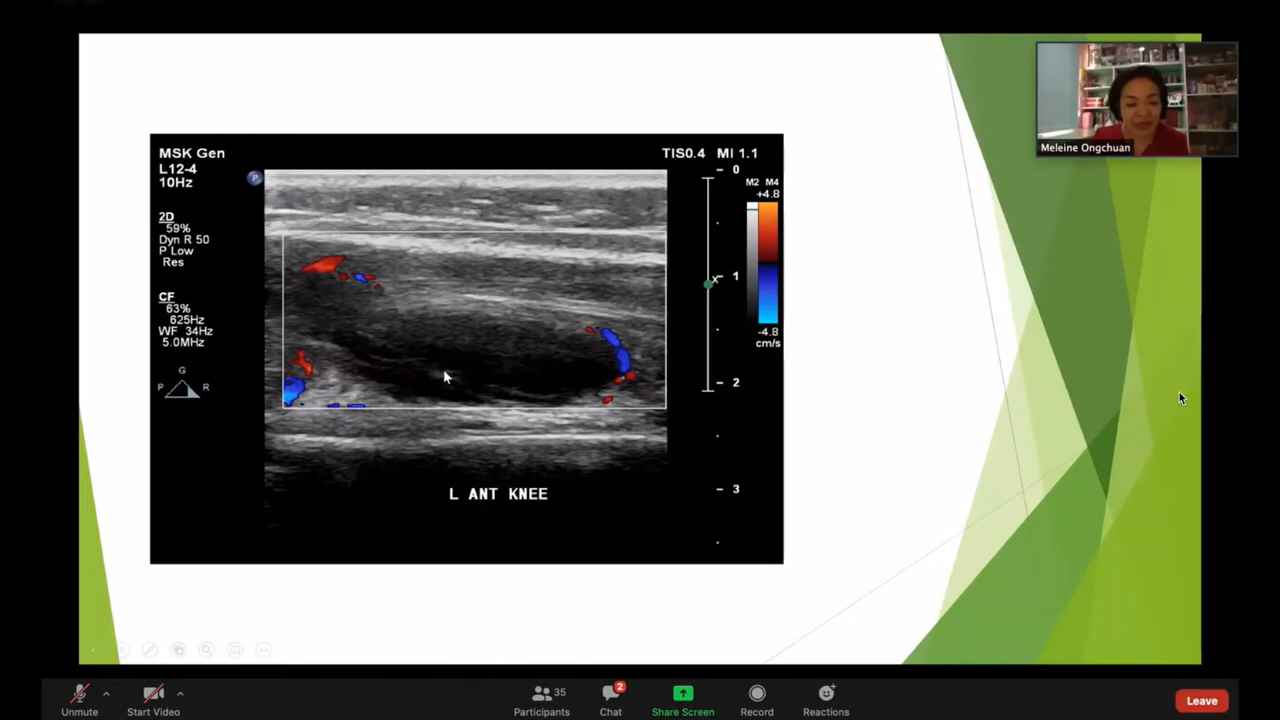 Meleine Ongchuan
MSK Gen
L12-4
10Hz
TIS0.4 MI 1.1
P
2D
59%
Dyn R 50
P Low
Res
CF
63%
625Hz
WF 34Hz
5.0MHz
G
P R
M2 M4
+4.8
-4.8
cm/s
0
X
1
2
3
L ANT KNEE
Unmute
Start Video
35
Participants
2
Chat
Share Screen
Record
Reactions
Leave